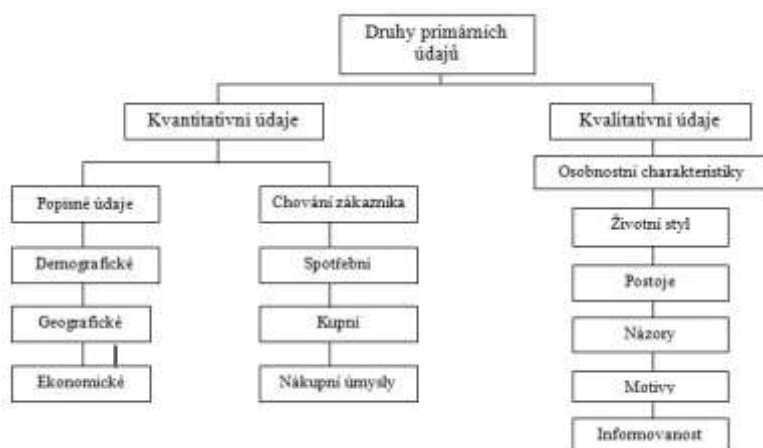 Druhy primárních
údajů
Kvantitativní údaje
Kvalitativní údaje
Osobnostní charakteristiky
Popisné údaje
Chování zákazníka
Životní styl
Demografické
Spotřební
Postoje
Geografické
Kupní
Názory
Ekonomické
Nákupní úmysly
Motivy
Informovanost